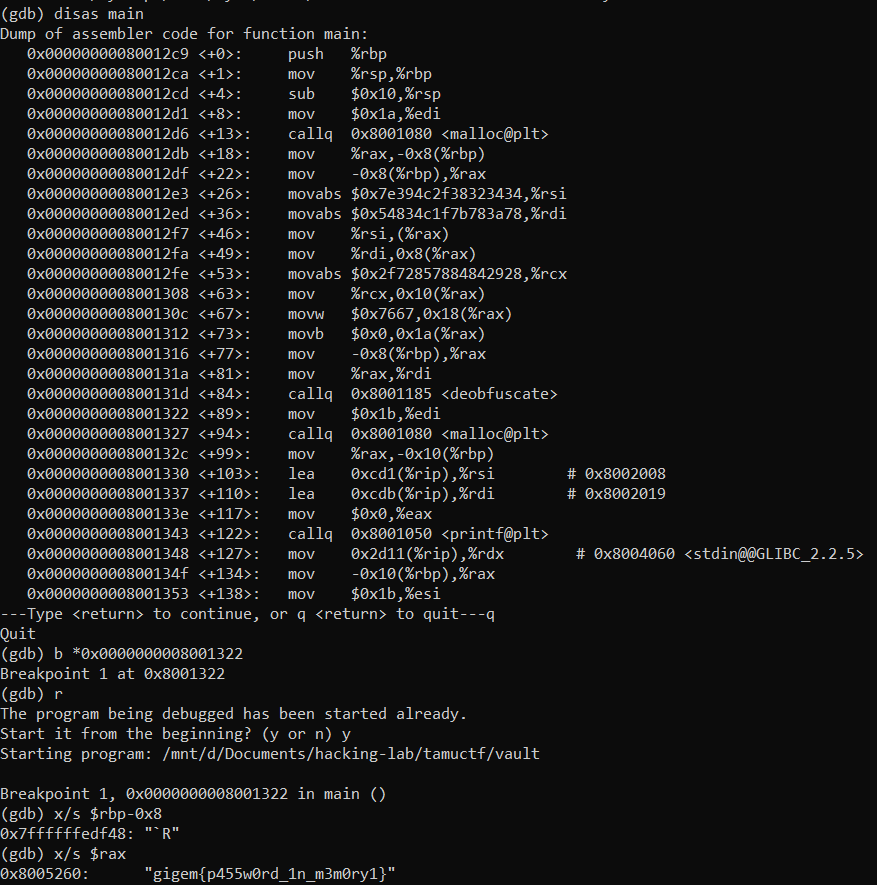 (gdb) disas main
Dump of assembler code for function main:
   0x00000000080012c9 <+0>:     push   %rbp
   0x00000000080012ca <+1>:     mov    %rsp,%rbp
   0x00000000080012cd <+4>:     sub    $0x10,%rsp
   0x00000000080012d1 <+8>:     mov    $0x1a,%edi
   0x00000000080012d6 <+13>:    callq  0x8001080 <malloc@plt>
   0x00000000080012db <+18>:    mov    %rax,-0x8(%rbp)
   0x00000000080012df <+22>:    mov    -0x8(%rbp),%rax
   0x00000000080012e3 <+26>:    movabs $0x7e394c2f38323434,%rsi
   0x00000000080012ed <+36>:    movabs $0x54834c1f7b783a78,%rdi
   0x00000000080012f7 <+46>:    mov    %rsi,(%rax)
   0x00000000080012fa <+49>:    mov    %rdi,0x8(%rax)
   0x00000000080012fe <+53>:    movabs $0x2f72857884842928,%rcx
   0x0000000008001308 <+63>:    mov    %rcx,0x10(%rax)
   0x000000000800130c <+67>:    movw   $0x7667,0x18(%rax)
   0x0000000008001312 <+73>:    movb   $0x0,0x1a(%rax)
   0x0000000008001316 <+77>:    mov    -0x8(%rbp),%rax
   0x000000000800131a <+81>:    mov    %rax,%rdi
   0x000000000800131d <+84>:    callq  0x8001185 <deobfuscate>
   0x0000000008001322 <+89>:    mov    $0x1b,%edi
   0x0000000008001327 <+94>:    callq  0x8001080 <malloc@plt>
   0x000000000800132c <+99>:    mov    %rax,-0x10(%rbp)
   0x0000000008001330 <+103>:   lea    0xcd1(%rip),%rsi        # 0x8002008
   0x0000000008001337 <+110>:   lea    0xcdb(%rip),%rdi        # 0x8002019
   0x000000000800133e <+117>:   mov    $0x0,%eax
   0x0000000008001343 <+122>:   callq  0x8001050 <printf@plt>
   0x0000000008001348 <+127>:   mov    0x2d11(%rip),%rdx        # 0x8004060 <stdin@@GLIBC_2.2.5>
   0x000000000800134f <+134>:   mov    -0x10(%rbp),%rax
   0x0000000008001353 <+138>:   mov    $0x1b,%esi
---Type <return> to continue, or q <return> to quit---q
Quit
(gdb) b *0x0000000008001322
Breakpoint 1 at 0x8001322
(gdb) r
The program being debugged has been started already.
Start it from the beginning? (y or n) y
Starting program: /mnt/d/Documents/hacking-lab/tamuctf/vault
Breakpoint 1, 0x0000000008001322 in main ()
(gdb) x/s $rbp-0x8
0x7ffffffedf48: "`R"
(gdb) x/s $rax
0x8005260:      "gigem{p455w0rd_1n_m3m0ry1}"